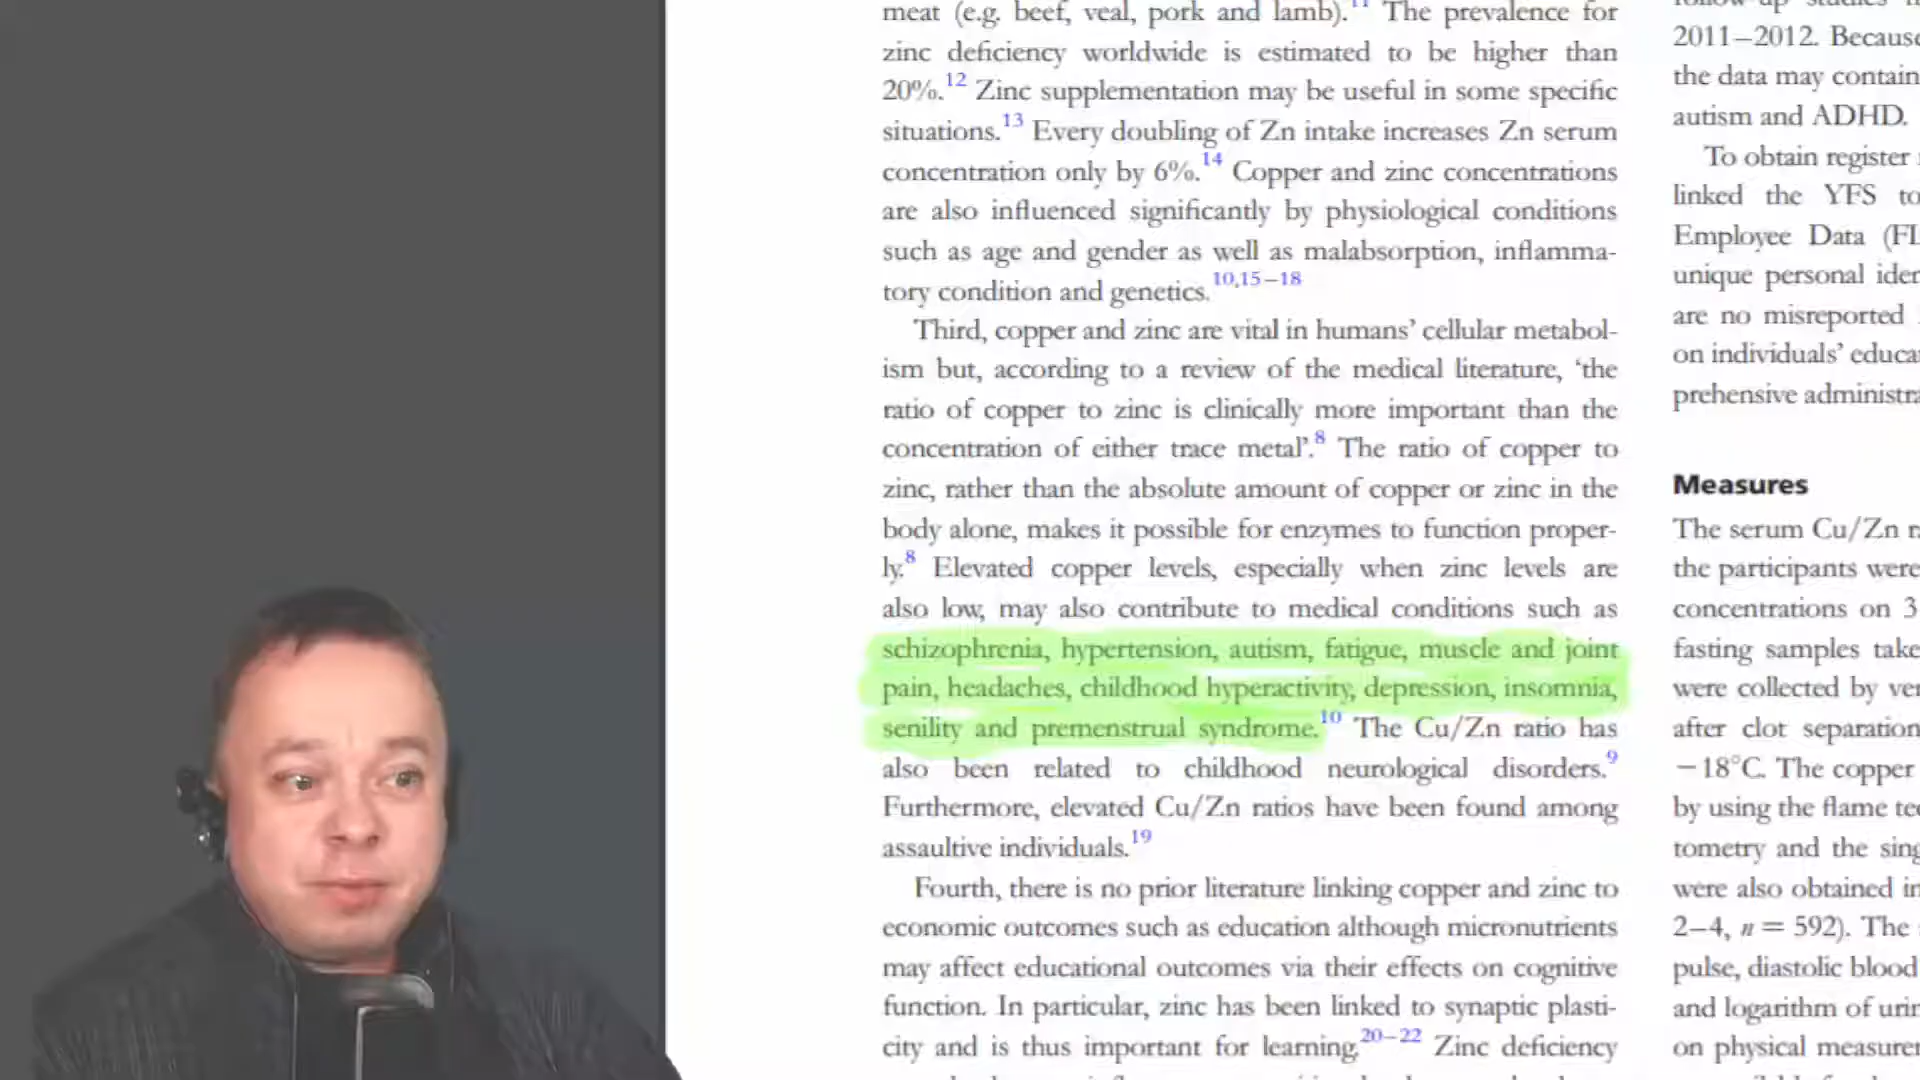 meat (e.g. beef, veal, pork and lamb).11 The prevalence for
zinc deficiency worldwide is estimated to be higher than
20%.12 Zinc supplementation may be useful in some specific
situations.13 Every doubling of Zn intake increases Zn serum
concentration only by 6%.14 Copper and zinc concentrations
are also influenced significantly by physiological conditions
such as age and gender as well as malabsorption, inflamma-
tory condition and genetics.10,15–18
Third, copper and zinc are vital in humans’ cellular metabol-
ism but, according to a review of the medical literature, ‘the
ratio of copper to zinc is clinically more important than the
concentration of either trace metal’.8 The ratio of copper to
zinc, rather than the absolute amount of copper or zinc in the
body alone, makes it possible for enzymes to function proper-
ly.8 Elevated copper levels, especially when zinc levels are
also low, may also contribute to medical conditions such as
schizophrenia, hypertension, autism, fatigue, muscle and joint
pain, headaches, childhood hyperactivity, depression, insomnia,
senility and premenstrual syndrome.10 The Cu/Zn ratio has
also been related to childhood neurological disorders.9
Furthermore, elevated Cu/Zn ratios have been found among
assaultive individuals.19
Fourth, there is no prior literature linking copper and zinc to
economic outcomes such as education although micronutrients
may affect educational outcomes via their effects on cognitive
function. In particular, zinc has been linked to synaptic plasti-
city and is thus important for learning.20–22 Zinc deficiency
2011–2012. Because
the data may contain
autism and ADHD.
To obtain register
linked the YFS to
Employee Data (FL
unique personal iden
are no misreported
on individuals’ educa
prehensive administra
Measures
The serum Cu/Zn r
the participants were
concentrations on 3
fasting samples take
were collected by ve
after clot separation
−18°C. The copper
by using the flame te
tometry and the sing
were also obtained in
2–4, n = 592). The
pulse, diastolic blood
and logarithm of urin
on physical measurem